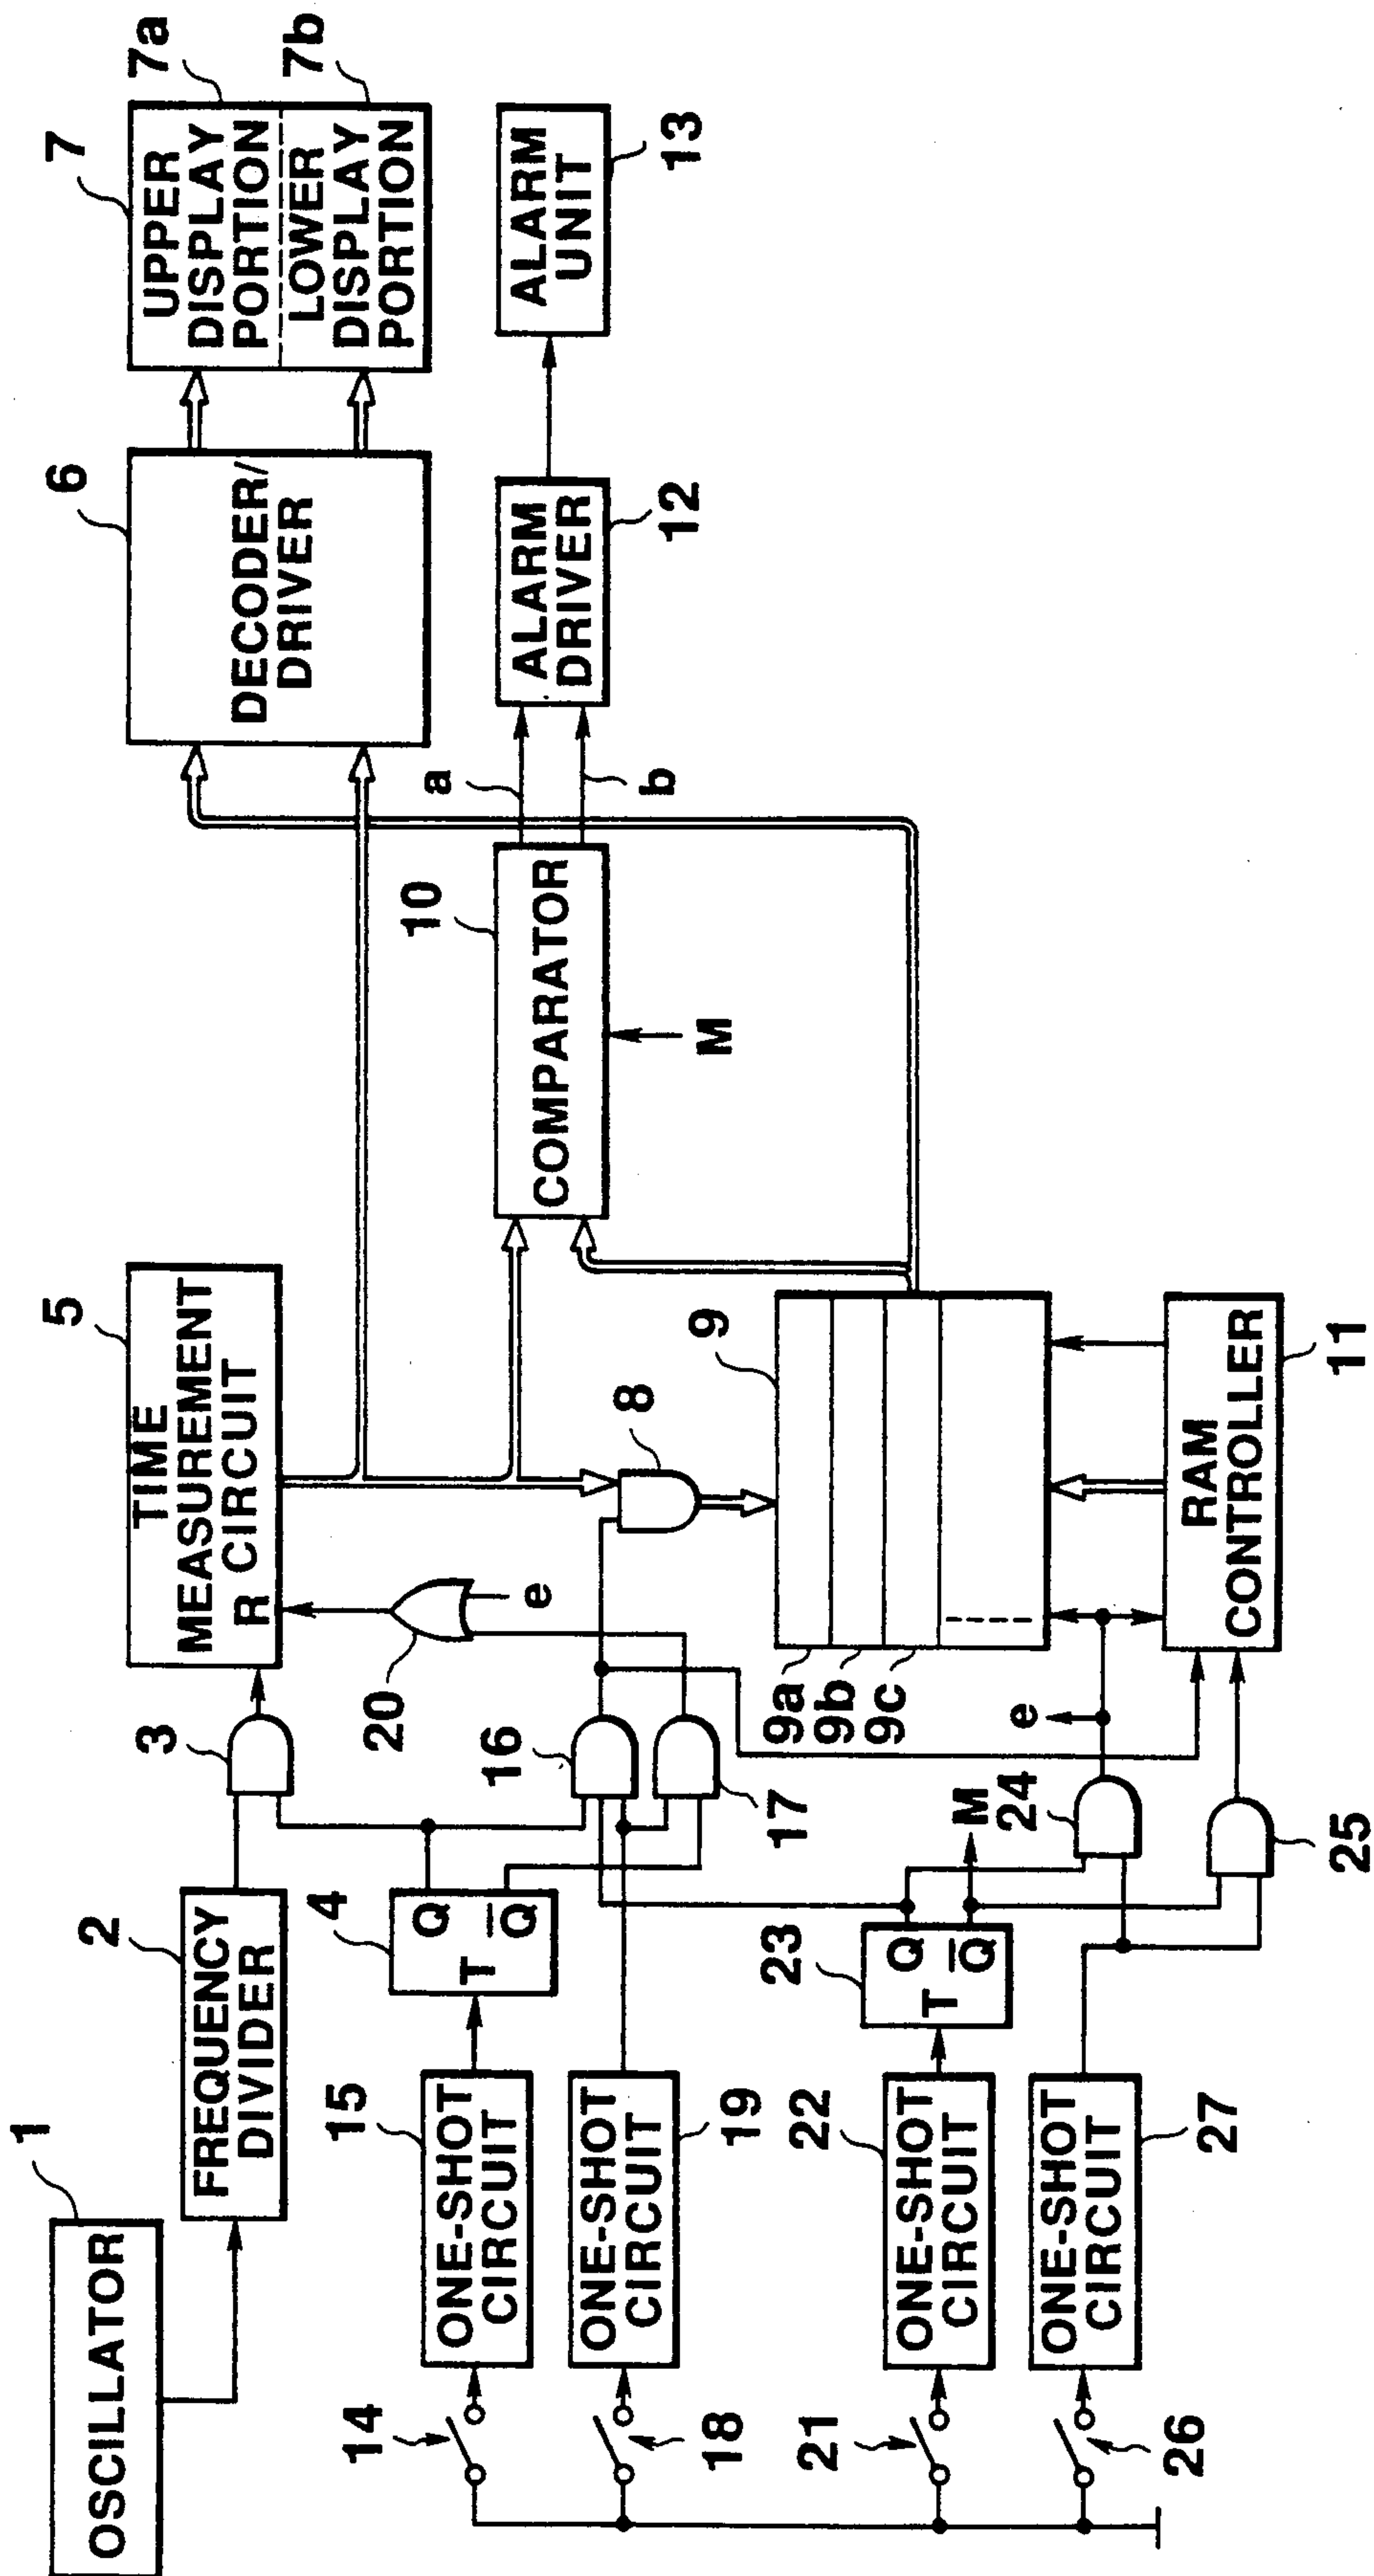 1
OSCILLATOR
2
FREQUENCY
DIVIDER
3
4
T
Q
Q
5
TIME
MEASUREMENT
R CIRCUIT
6
DECODER/
DRIVER
7
UPPER
DISPLAY
PORTION
7a
LOWER
DISPLAY
PORTION
7b
8
9
9a
9b
9c
10
COMPARATOR
M
a
b
ALARM
DRIVER
12
ALARM
UNIT
13
14
15
ONE-SHOT
CIRCUIT
16
17
18
ONE-SHOT
CIRCUIT
19
20
e
21
22
ONE-SHOT
CIRCUIT
23
T
Q
Q
M
24
e
25
26
ONE-SHOT
CIRCUIT
27
RAM
CONTROLLER
11